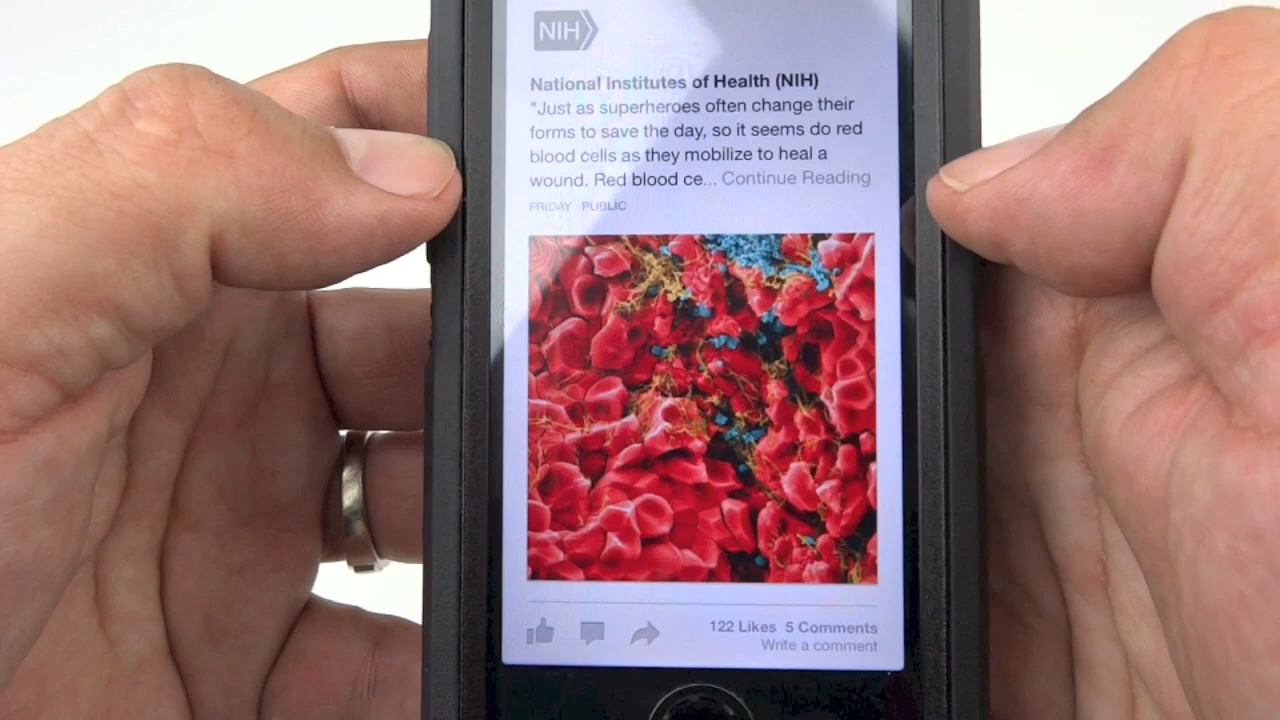 NIH
National Institutes of Health (NIH)
"Just as superheroes often change their
forms to save the day, so it seems do red
blood cells as they mobilize to heal a
wound. Red blood ce... Continue Reading
FRIDAY · PUBLIC
122 Likes 5 Comments
Write a comment